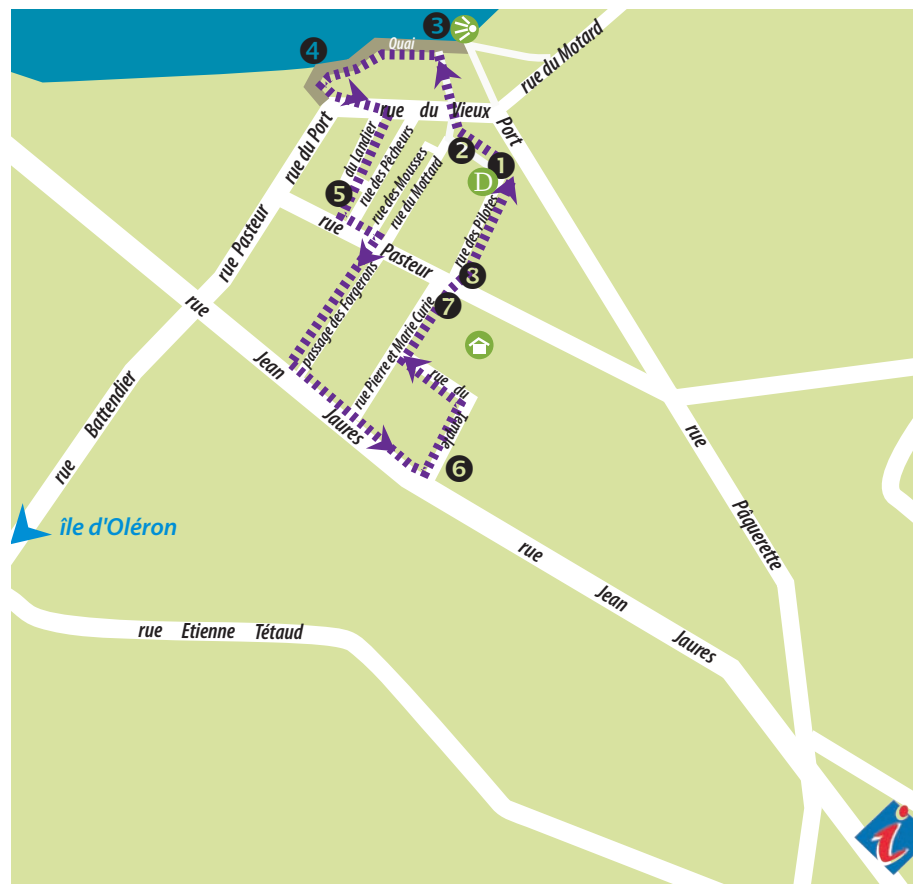 3
4
Quai
rue du Motard
rue du Vieux Port
rue du Port
1
2
D
du Landier
rue des Pêcheurs
rue des Mousses
rue du Mottard
5
rue des Pilotes
rue Pasteur
rue Pasteur
8
7
passage des Forgerons
rue Pierre et Marie Curie
rue du Temple
rue Jean Jaures
6
rue Battendier
île d'Oléron
rue Pâquerette
rue Jean Jaures
rue Etienne Tétaud
i